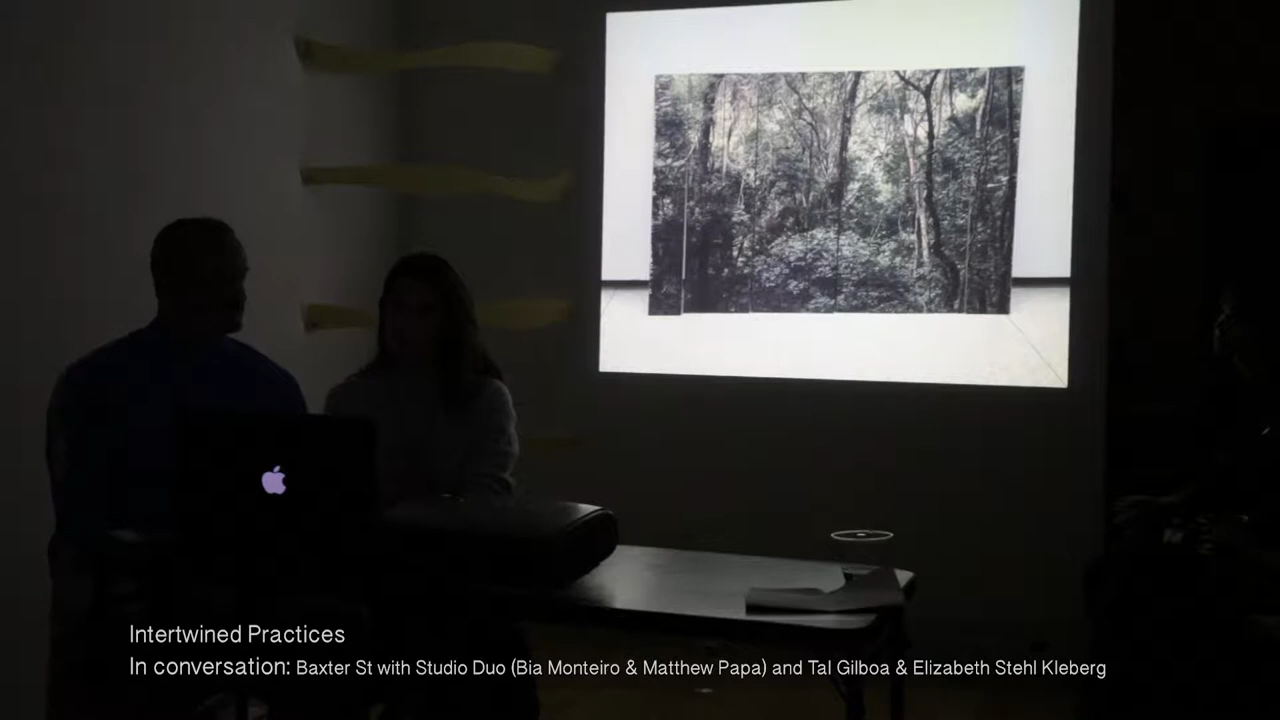 Intertwined Practices
In conversation: Baxter St with Studio Duo (Bia Monteiro & Matthew Papa) and Tal Gilboa & Elizabeth Stehl Kleberg